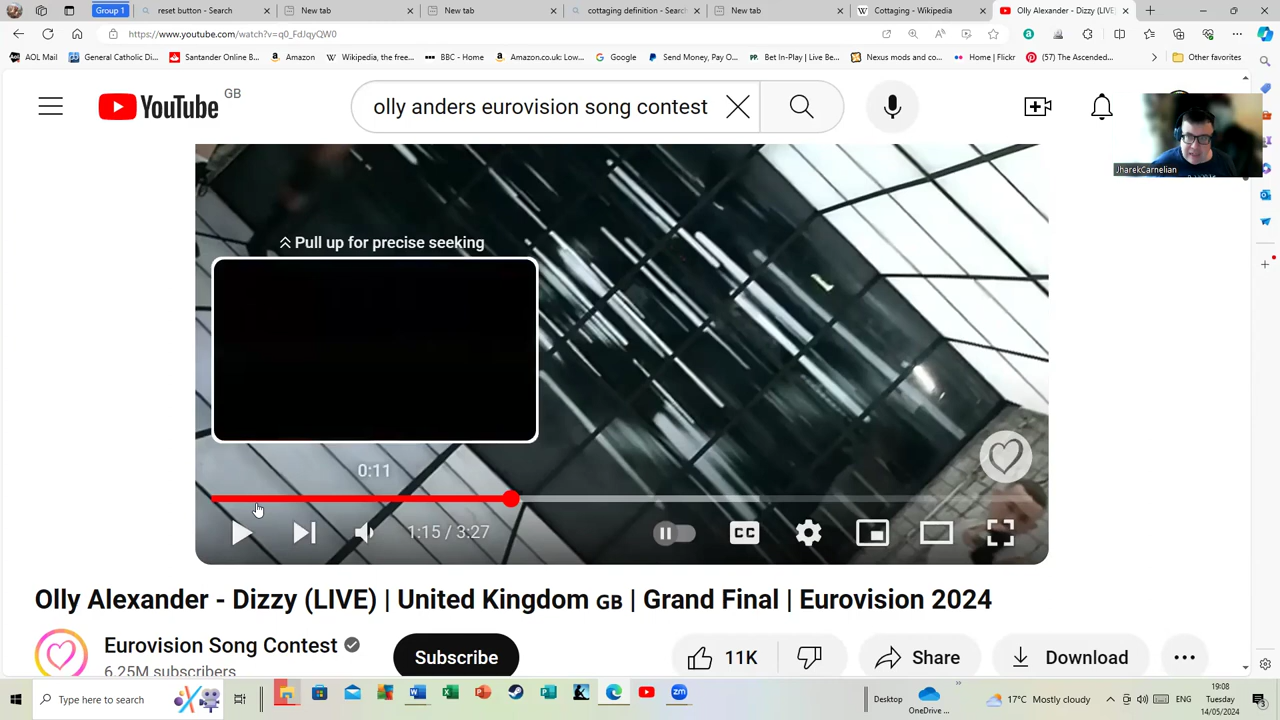 Group 1
reset button - Search
New tab
New tab
cottaging definition - Search
New tab
Cottaging - Wikipedia
Olly Alexander - Dizzy (LIVE)
https://www.youtube.com/watch?v=q0_FdJqyQW0
AOL Mail
General Catholic Di...
Santander Online B...
Amazon
Wikipedia, the free...
BBC - Home
Amazon.co.uk: Low...
Google
PayPal
Send Money, Pay O...
Bet In-Play | Live Be...
Nexus mods and co...
Home | Flickr
(57) The Ascended...
Other favorites
YouTube GB
olly anders eurovision song contest
JharekCarnelian
Pull up for precise seeking
0:11
1:15 / 3:27
CC
Olly Alexander - Dizzy (LIVE) | United Kingdom GB | Grand Final | Eurovision 2024
Eurovision Song Contest
6.25M subscribers
Subscribe
11K
Share
Download
Type here to search
Desktop
OneDrive ...
17°C Mostly cloudy
ENG
19:08
Tuesday
14/05/2024